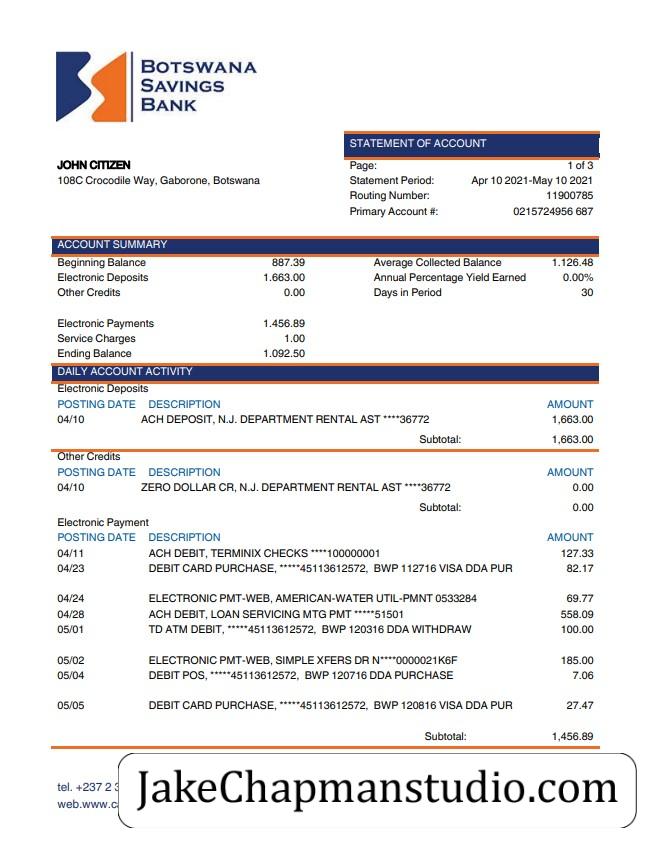 BOTSWANA
SAVINGS
BANK
STATEMENT OF ACCOUNT
JOHN CITIZEN
108C Crocodile Way, Gaborone, Botswana
Page: 1 of 3
Statement Period: Apr 10 2021-May 10 2021
Routing Number: 11900785
Primary Account #: 0215724956 687
ACCOUNT SUMMARY
Beginning Balance 887.39 Average Collected Balance 1.126.48
Electronic Deposits 1.663.00 Annual Percentage Yield Earned 0.00%
Other Credits 0.00 Days in Period 30
Electronic Payments 1.456.89
Service Charges 1.00
Ending Balance 1.092.50
DAILY ACCOUNT ACTIVITY
Electronic Deposits
POSTING DATE DESCRIPTION AMOUNT
04/10 ACH DEPOSIT, N.J. DEPARTMENT RENTAL AST ****36772 1,663.00
Subtotal: 1,663.00
Other Credits
POSTING DATE DESCRIPTION AMOUNT
04/10 ZERO DOLLAR CR, N.J. DEPARTMENT RENTAL AST ****36772 0.00
Subtotal: 0.00
Electronic Payment
POSTING DATE DESCRIPTION AMOUNT
04/11 ACH DEBIT, TERMINIX CHECKS ****100000001 127.33
04/23 DEBIT CARD PURCHASE, *****45113612572, BWP 112716 VISA DDA PUR 82.17
04/24 ELECTRONIC PMT-WEB, AMERICAN-WATER UTIL-PMNT 0533284 69.77
04/28 ACH DEBIT, LOAN SERVICING MTG PMT *****51501 558.09
05/01 TD ATM DEBIT, *****45113612572, BWP 120316 DDA WITHDRAW 100.00
05/02 ELECTRONIC PMT-WEB, SIMPLE XFERS DR N****0000021K6F 185.00
05/04 DEBIT POS, *****45113612572, BWP 120716 DDA PURCHASE 7.06
05/05 DEBIT CARD PURCHASE, *****45113612572, BWP 120816 VISA DDA PUR 27.47
Subtotal: 1,456.89
tel. +237 2
web.www.
JakeChapmanstudio.com